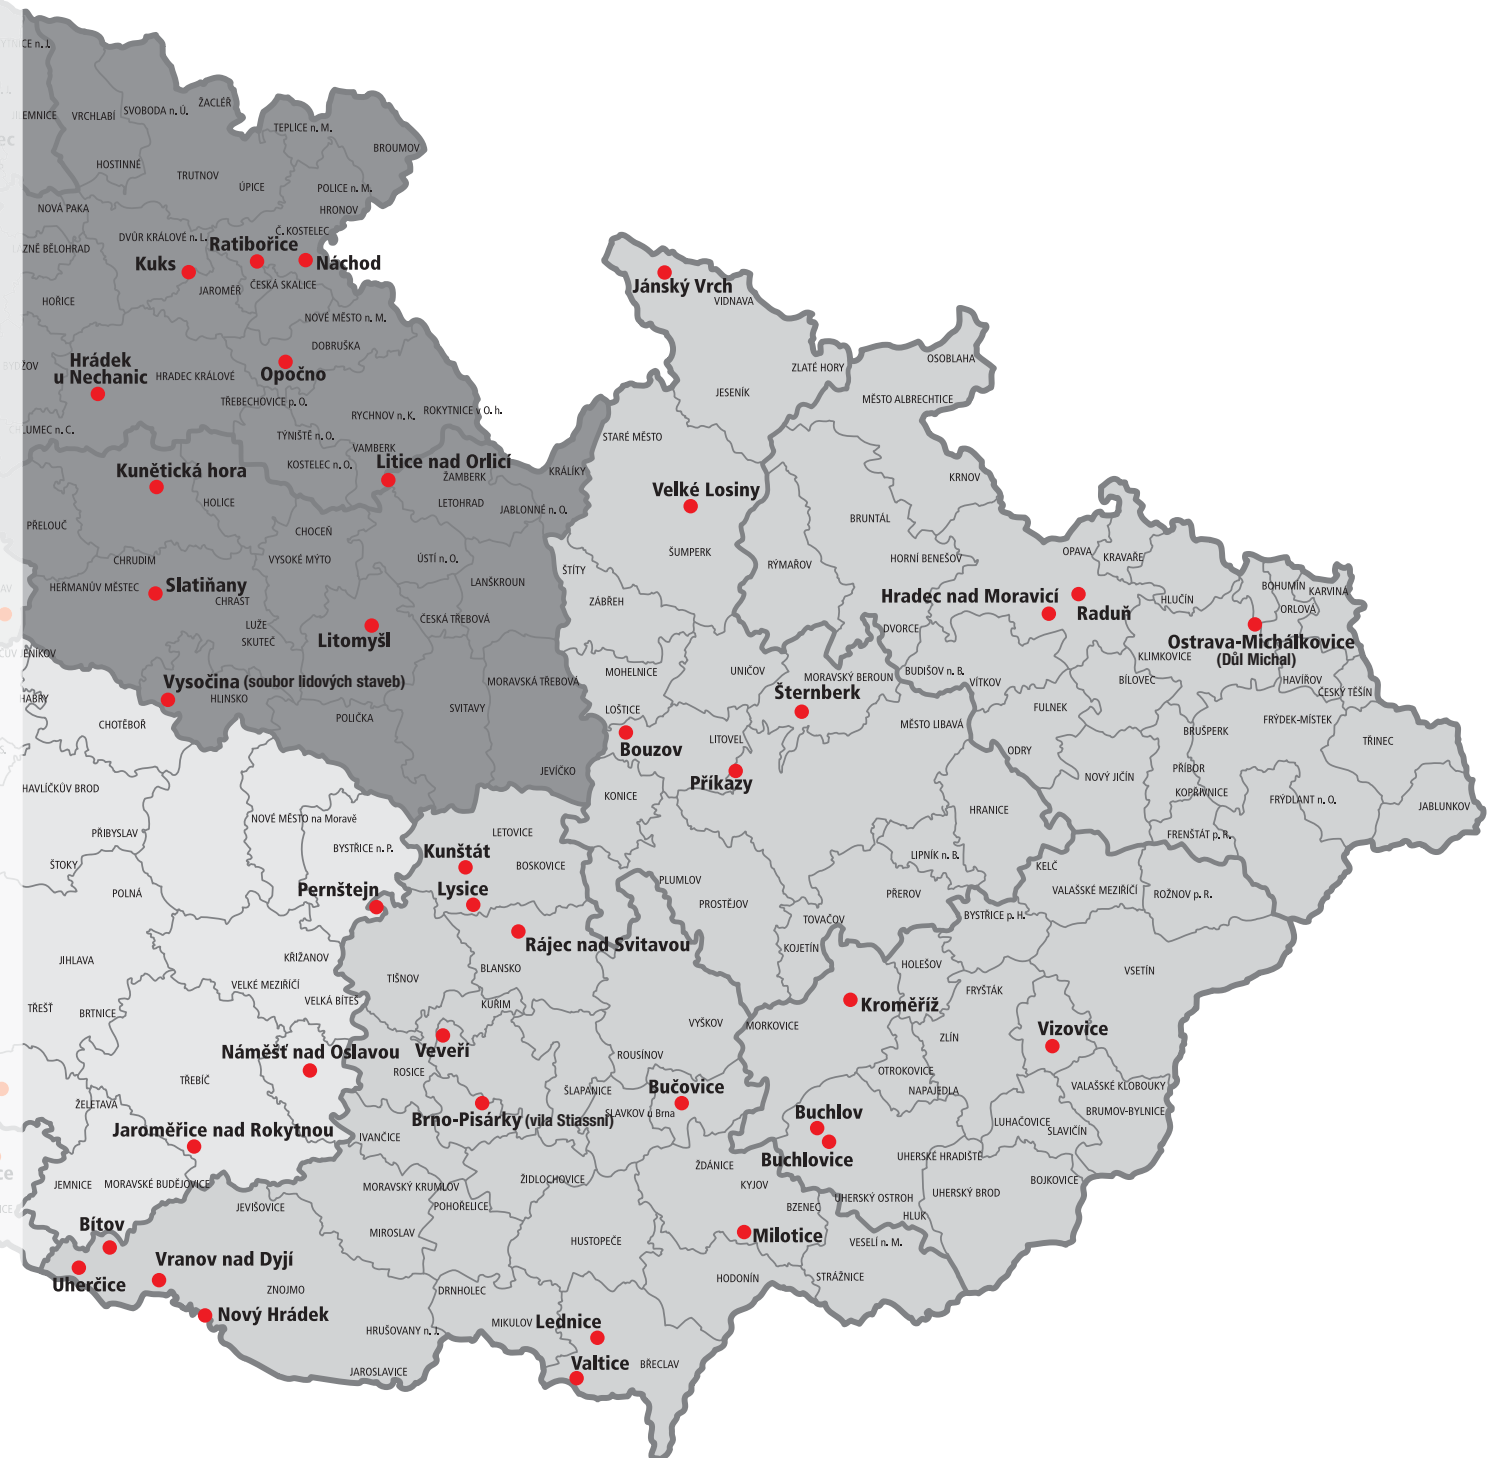 ŽACLÉŘ
SVOBODA n. Ú.
VRCHLABÍ
TEPLICE n. M.
BROUMOV
HOSTINNÉ
TRUTNOV
ÚPICE
POLICE n. M.
NOVÁ PAKA
HRONOV
DVŮR KRÁLOVÉ n. L.
Č. KOSTELEC
Ratibořice
Kuks
Náchod
JAROMĚŘ
ČESKÁ SKALICE
HOŘICE
NOVÉ MĚSTO n. M.
DOBRUŠKA
Hrádek
u Nechanic
HRADEC KRÁLOVÉ
Opočno
TŘEBECHOVICE p. O.
RYCHNOV n. K.
ROKYTNICE v O. h.
TÝNIŠTĚ n. O.
VAMBERK
KOSTELEC n. O.
Litice nad Orlicí
Kunětická hora
ŽAMBERK
KRÁLÍKY
HOLICE
LETOHRAD
JABLONNÉ n. O.
PŘELOUČ
CHOCEŇ
CHRUDIM
VYSOKÉ MÝTO
ÚSTÍ n. O.
HEŘMANŮV MĚSTEC
Slatiňany
CHRAST
LANŠKROUN
LUŽE
SKUTEČ
Litomyšl
ČESKÁ TŘEBOVÁ
Vysočina (soubor lidových staveb)
HLINSKO
MORAVSKÁ TŘEBOVÁ
POLIČKA
SVITAVY
JEVÍČKO
Jánský Vrch
VIDNAVA
ZLATÉ HORY
OSOBLAHA
JESENÍK
MĚSTO ALBRECHTICE
STARÉ MĚSTO
Velké Losiny
KRNOV
BRUNTÁL
ŠUMPERK
RÝMAŘOV
HORNÍ BENEŠOV
OPAVA
KRAVAŘE
ŠTÍTY
ZÁBŘEH
Hradec nad Moravicí
Raduň
HLUČÍN
BOHUMÍN
KARVINÁ
ORLOVÁ
DVORCE
Ostrava-Michálkovice
(Důl Michal)
KLIMKOVICE
MOHELNICE
UNIČOV
MORAVSKÝ BEROUN
BUDIŠOV n. B.
VÍTKOV
BÍLOVEC
HAVÍŘOV
ČESKÝ TĚŠÍN
Šternberk
LOŠTICE
FULNEK
MĚSTO LIBAVÁ
FRÝDEK-MÍSTEK
BRUŠPERK
TŘINEC
Bouzov
LITOVEL
ODRY
Příkazy
NOVÝ JIČÍN
PŘÍBOR
KOPŘIVNICE
FRÝDLANT n. O.
JABLUNKOV
KONICE
HRANICE
FRENŠTÁT p. R.
LIPNÍK n. B.
KELČ
VALAŠSKÉ MEZIŘÍČÍ
ROŽNOV p. R.
PLUMLOV
PROSTĚJOV
PŘEROV
TOVAČOV
BYSTŘICE p. H.
KOJETÍN
HOLEŠOV
VSETÍN
FRYŠTÁK
Kroměříž
MORKOVICE
ZLÍN
Vizovice
OTROKOVICE
NAPAJEDLA
VALAŠSKÉ KLOBOUKY
BRUMOV-BYLNICE
LUHAČOVICE
SLAVIČÍN
Buchlov
Buchlovice
UHERSKÉ HRADIŠTĚ
BOJKOVICE
UHERSKÝ BROD
UHERSKÝ OSTROH
HLUK
VESELÍ n. M.
STRÁŽNICE
CHOTĚBOŘ
HAVLÍČKŮV BROD
PŘIBYSLAV
ŠTOKY
POLNÁ
NOVÉ MĚSTO na Moravě
BYSTŘICE n. P.
Pernštejn
JIHLAVA
KŘIŽANOV
VELKÉ MEZIŘÍČÍ
VELKÁ BÍTEŠ
TŘEŠŤ
BRTNICE
Náměšť nad Oslavou
TŘEBÍČ
ŽELETAVA
Jaroměřice nad Rokytnou
JEMNICE
MORAVSKÉ BUDĚJOVICE
LETOVICE
Kunštát
BOSKOVICE
Lysice
Rájec nad Svitavou
TIŠNOV
BLANSKO
KUŘIM
VYŠKOV
Veveří
ROSICE
ROUSÍNOV
ŠLAPANICE
Bučovice
SLAVKOV u Brna
Brno-Pisárky (vila Stiassni)
IVANČICE
ŽDÁNICE
ŽIDLOCHOVICE
KYJOV
MORAVSKÝ KRUMLOV
POHOŘELICE
BZENEC
JEVIŠOVICE
MIROSLAV
Milotice
HUSTOPEČE
HODONÍN
Bítov
Vranov nad Dyjí
Uherčice
ZNOJMO
DRNHOLEC
Nový Hrádek
HRUŠOVANY n. J.
MIKULOV
Lednice
Valtice
BŘECLAV
JAROSLAVICE